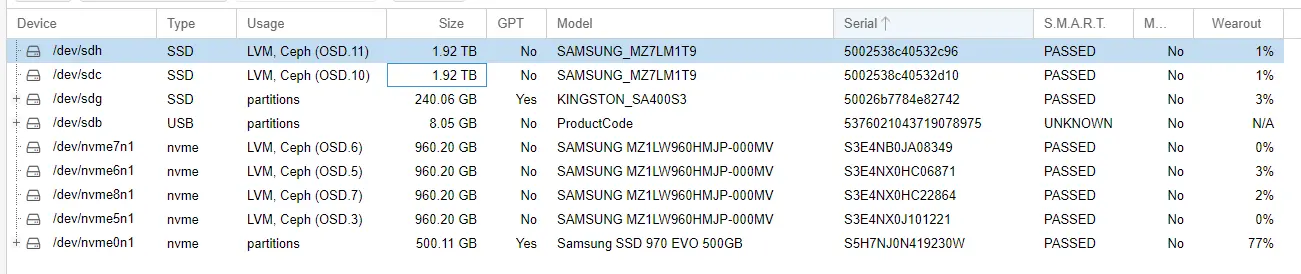 Device Type Usage Size GPT Model Serial ↑ S.M.A.R.T. M... Wearout
/dev/sdh SSD LVM, Ceph (OSD.11) 1.92 TB No SAMSUNG_MZ7LM1T9 5002538c40532c96 PASSED No 1%
/dev/sdc SSD LVM, Ceph (OSD.10) 1.92 TB No SAMSUNG_MZ7LM1T9 5002538c40532d10 PASSED No 1%
/dev/sdg SSD partitions 240.06 GB Yes KINGSTON_SA400S3 50026b7784e82742 PASSED No 3%
/dev/sdb USB partitions 8.05 GB No ProductCode 5376021043719078975 UNKNOWN No N/A
/dev/nvme7n1 nvme LVM, Ceph (OSD.6) 960.20 GB No SAMSUNG MZ1LW960HMJP-000MV S3E4NB0JA08349 PASSED No 0%
/dev/nvme6n1 nvme LVM, Ceph (OSD.5) 960.20 GB No SAMSUNG MZ1LW960HMJP-000MV S3E4NX0HC06871 PASSED No 3%
/dev/nvme8n1 nvme LVM, Ceph (OSD.7) 960.20 GB No SAMSUNG MZ1LW960HMJP-000MV S3E4NX0HC22864 PASSED No 2%
/dev/nvme5n1 nvme LVM, Ceph (OSD.3) 960.20 GB No SAMSUNG MZ1LW960HMJP-000MV S3E4NX0J101221 PASSED No 0%
/dev/nvme0n1 nvme partitions 500.11 GB Yes Samsung SSD 970 EVO 500GB S5H7NJ0N419230W PASSED No 77%